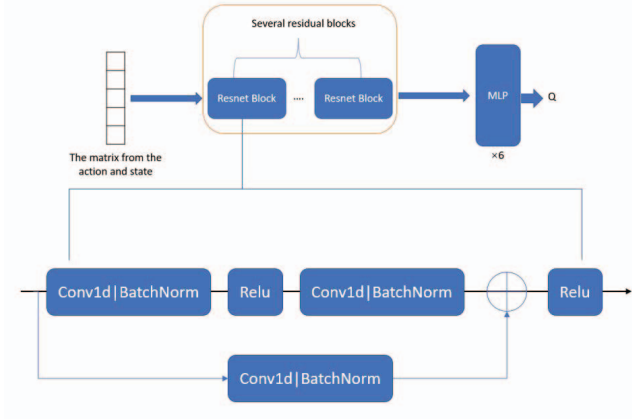 Several residual blocks
Resnet Block
....
Resnet Block
MLP
Q
×6
The matrix from the
action and state
Conv1d|BatchNorm
Relu
Conv1d|BatchNorm
Relu
Conv1d|BatchNorm